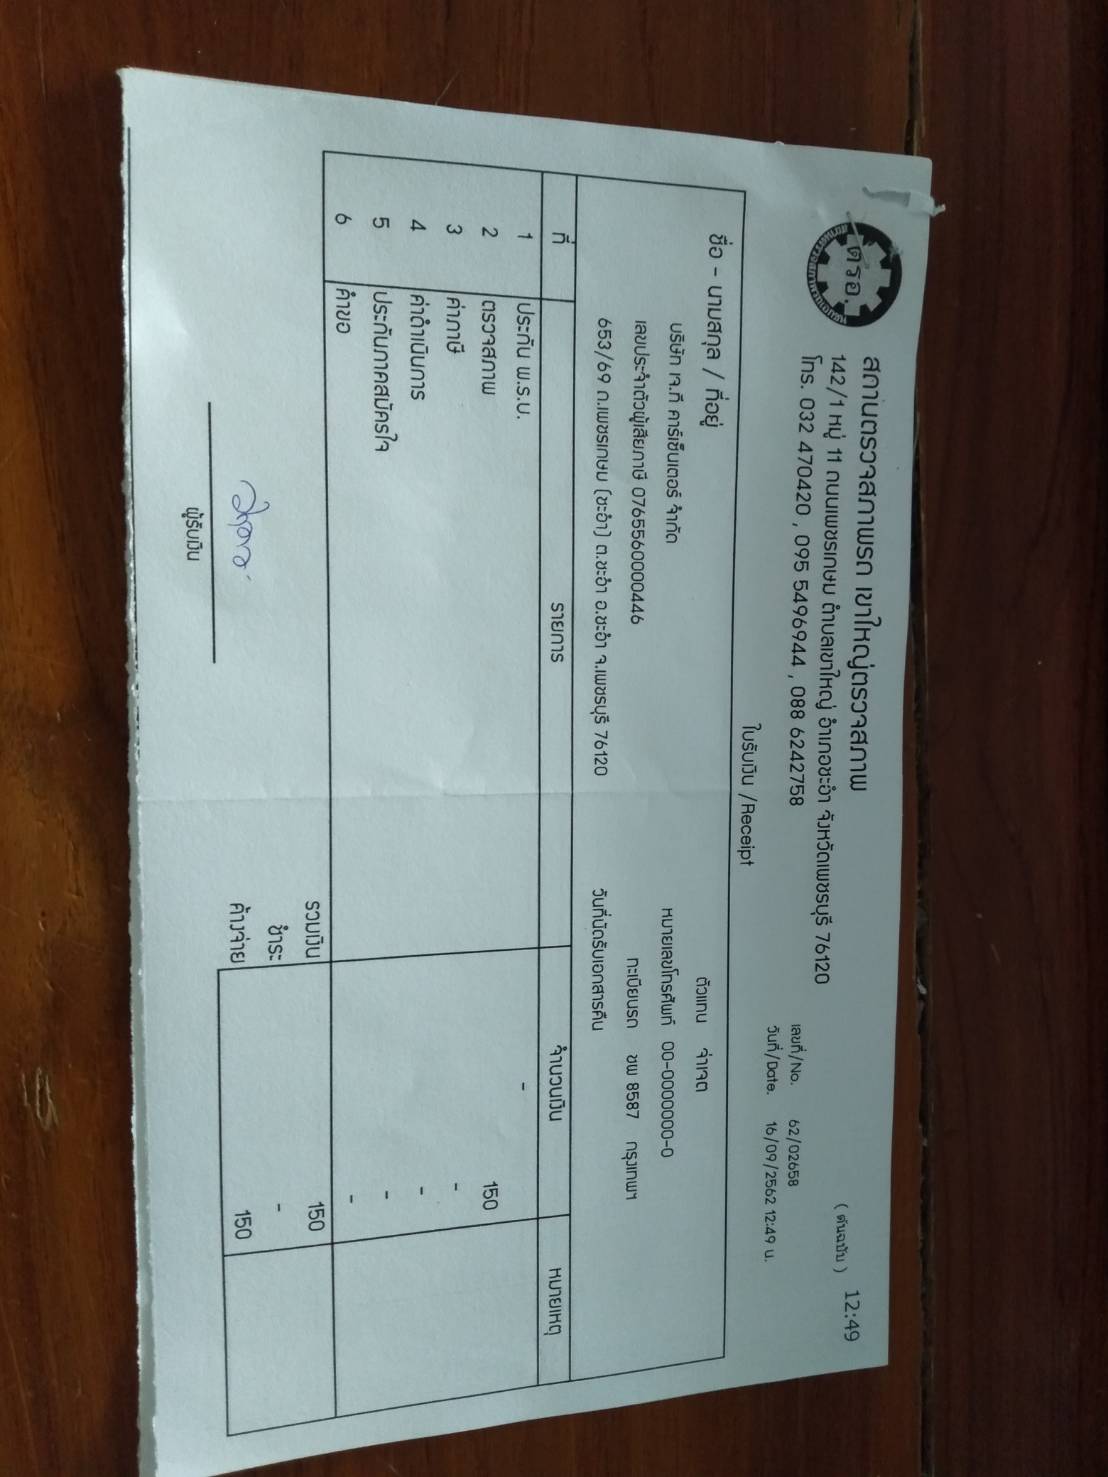 ตรอ.
สถานตรวจสภาพรถ เขาใหญ่ตรวจสภาพ
142/1 หมู่ 11 ถนนเพชรเกษม ตำบลเขาใหญ่ อำเภอชะอำ จังหวัดเพชรบุรี 76120
โทร. 032 470420 , 095 5496944 , 088 6242758
( ต้นฉบับ ) 12:49
เลขที่/No. 62/02658
วันที่/Date. 16/09/2562 12:49 น.
ใบรับเงิน /Receipt
ชื่อ - นามสกุล / ที่อยู่
บริษัท เจ.ที คาร์เซ็นเตอร์ จำกัด
เลขประจำตัวผู้เสียภาษี 0765560000446
653/69 ถ.เพชรเกษม (ชะอำ) ต.ชะอำ อ.ชะอำ จ.เพชรบุรี 76120
ตัวแทน จ่าเจต
หมายเลขโทรศัพท์ 00-0000000-0
ทะเบียนรถ ชพ 8587 กรุงเทพฯ
วันที่นัดรับเอกสารคืน
ที่ รายการ จำนวนเงิน หมายเหตุ
1 ประกัน พ.ร.บ. -
2 ตรวจสภาพ 150
3 ค่าภาษี -
4 ค่าดำเนินการ -
5 ประกันภาคสมัครใจ -
6 คำขอ -
รวมเงิน 150
ชำระ -
ค้างจ่าย 150
ผู้รับเงิน